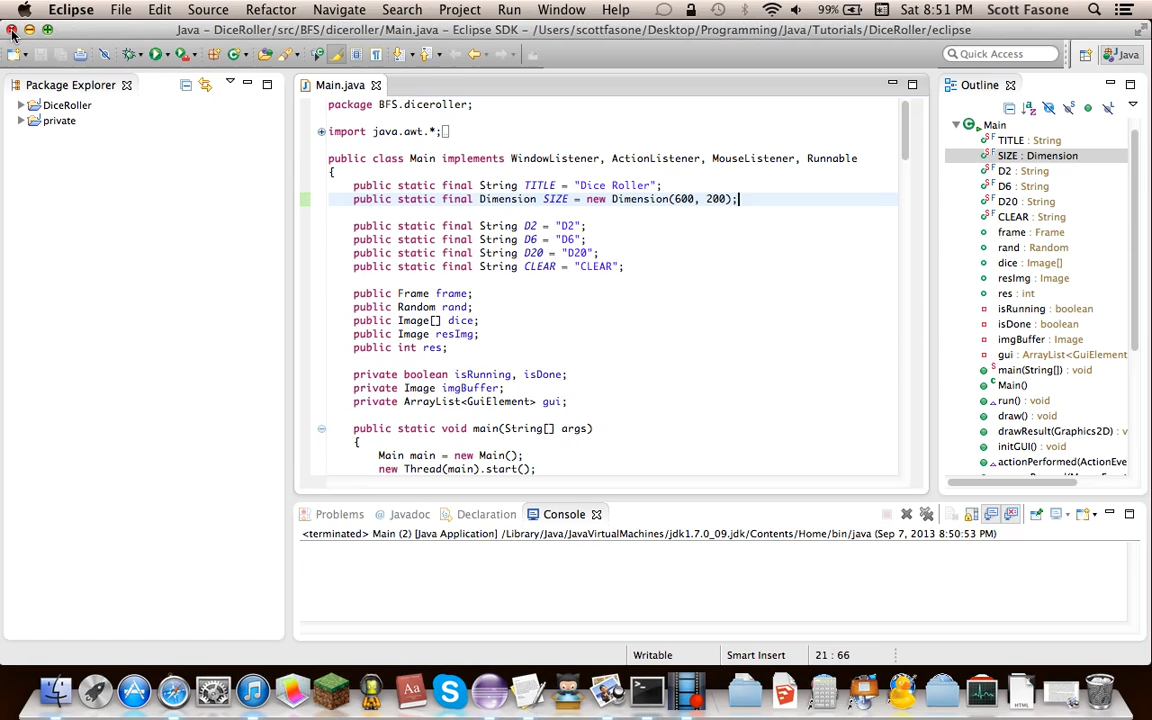 Eclipse File Edit Source Refactor Navigate Search Project Run Window Help 99% Sat 8:51 PM Scott Fasone
Java – DiceRoller/src/BFS/diceroller/Main.java – Eclipse SDK – /Users/scottfasone/Desktop/Programming/Java/Tutorials/DiceRoller/eclipse
Quick Access Java
Package Explorer
DiceRoller
private
Main.java
package BFS.diceroller;
import java.awt.*;
public class Main implements WindowListener, ActionListener, MouseListener, Runnable
{
public static final String TITLE = "Dice Roller";
public static final Dimension SIZE = new Dimension(600, 200);
public static final String D2 = "D2";
public static final String D6 = "D6";
public static final String D20 = "D20";
public static final String CLEAR = "CLEAR";
public Frame frame;
public Random rand;
public Image[] dice;
public Image resImg;
public int res;
private boolean isRunning, isDone;
private Image imgBuffer;
private ArrayList<GuiElement> gui;
public static void main(String[] args)
{
Main main = new Main();
new Thread(main).start();
Outline
Main
TITLE : String
SIZE : Dimension
D2 : String
D6 : String
D20 : String
CLEAR : String
frame : Frame
rand : Random
dice : Image[]
resImg : Image
res : int
isRunning : boolean
isDone : boolean
imgBuffer : Image
gui : ArrayList<GuiElement
main(String[]) : void
Main()
run() : void
draw() : void
drawResult(Graphics2D) : v
initGUI() : void
actionPerformed(ActionEve
Problems Javadoc Declaration Console
<terminated> Main (2) [Java Application] /Library/Java/JavaVirtualMachines/jdk1.7.0_09.jdk/Contents/Home/bin/java (Sep 7, 2013 8:50:53 PM)
Writable Smart Insert 21 : 66